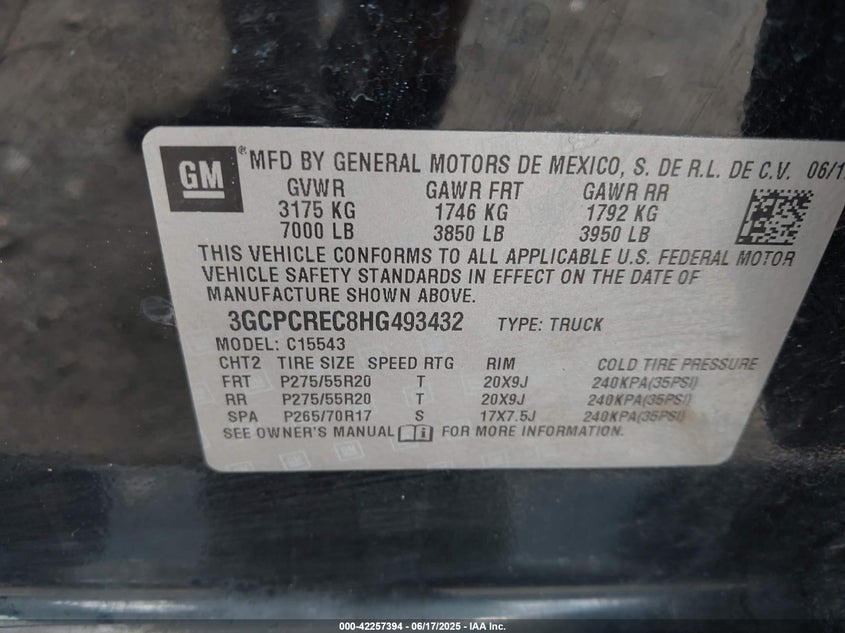 GM ® MFD BY GENERAL MOTORS DE MEXICO, S. DE R.L. DE C.V. 06/1
GVWR GAWR FRT GAWR RR
3175 KG 1746 KG 1792 KG
7000 LB 3850 LB 3950 LB
THIS VEHICLE CONFORMS TO ALL APPLICABLE U.S. FEDERAL MOTOR
VEHICLE SAFETY STANDARDS IN EFFECT ON THE DATE OF
MANUFACTURE SHOWN ABOVE.
3GCPCREC8HG493432 TYPE: TRUCK
MODEL: C15543
CHT2 TIRE SIZE SPEED RTG RIM COLD TIRE PRESSURE
FRT P275/55R20 T 20X9J 240KPA(35PSI)
RR P275/55R20 T 20X9J 240KPA(35PSI)
SPA P265/70R17 S 17X7.5J 240KPA(35PSI)
SEE OWNER'S MANUAL FOR MORE INFORMATION.
000-42257394 - 06/17/2025 - IAA Inc.